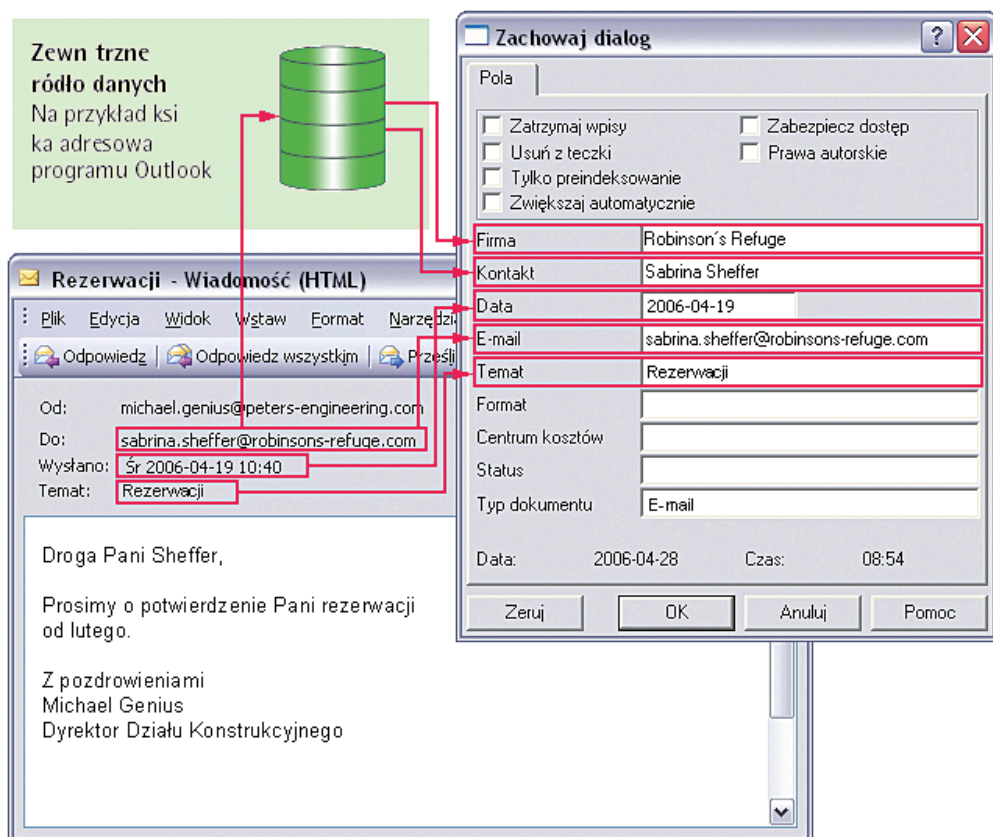 Zewn trzne
ródło danych
Na przykład ksi
ka adresowa
programu Outlook
Zachowaj dialog
Pola
Zatrzymaj wpisy
Zabezpiecz dostęp
Usuń z teczki
Prawa autorskie
Tylko preindeksowanie
Zwiększaj automatycznie
Firma Robinson´s Refuge
Kontakt Sabrina Sheffer
Data 2006-04-19
E-mail sabrina.sheffer@robinsons-refuge.com
Temat Rezerwacji
Format
Centrum kosztów
Status
Typ dokumentu E-mail
Data: 2006-04-28 Czas: 08:54
Zeruj OK Anuluj Pomoc
Rezerwacji - Wiadomość (HTML)
Plik Edycja Widok Wstaw Format Narzędzia
Odpowiedz Odpowiedz wszystkim Prześlij
Od: michael.genius@peters-engineering.com
Do: sabrina.sheffer@robinsons-refuge.com
Wysłano: Śr 2006-04-19 10:40
Temat: Rezerwacji
Droga Pani Sheffer,
Prosimy o potwierdzenie Pani rezerwacji
od lutego.
Z pozdrowieniami
Michael Genius
Dyrektor Działu Konstrukcyjnego